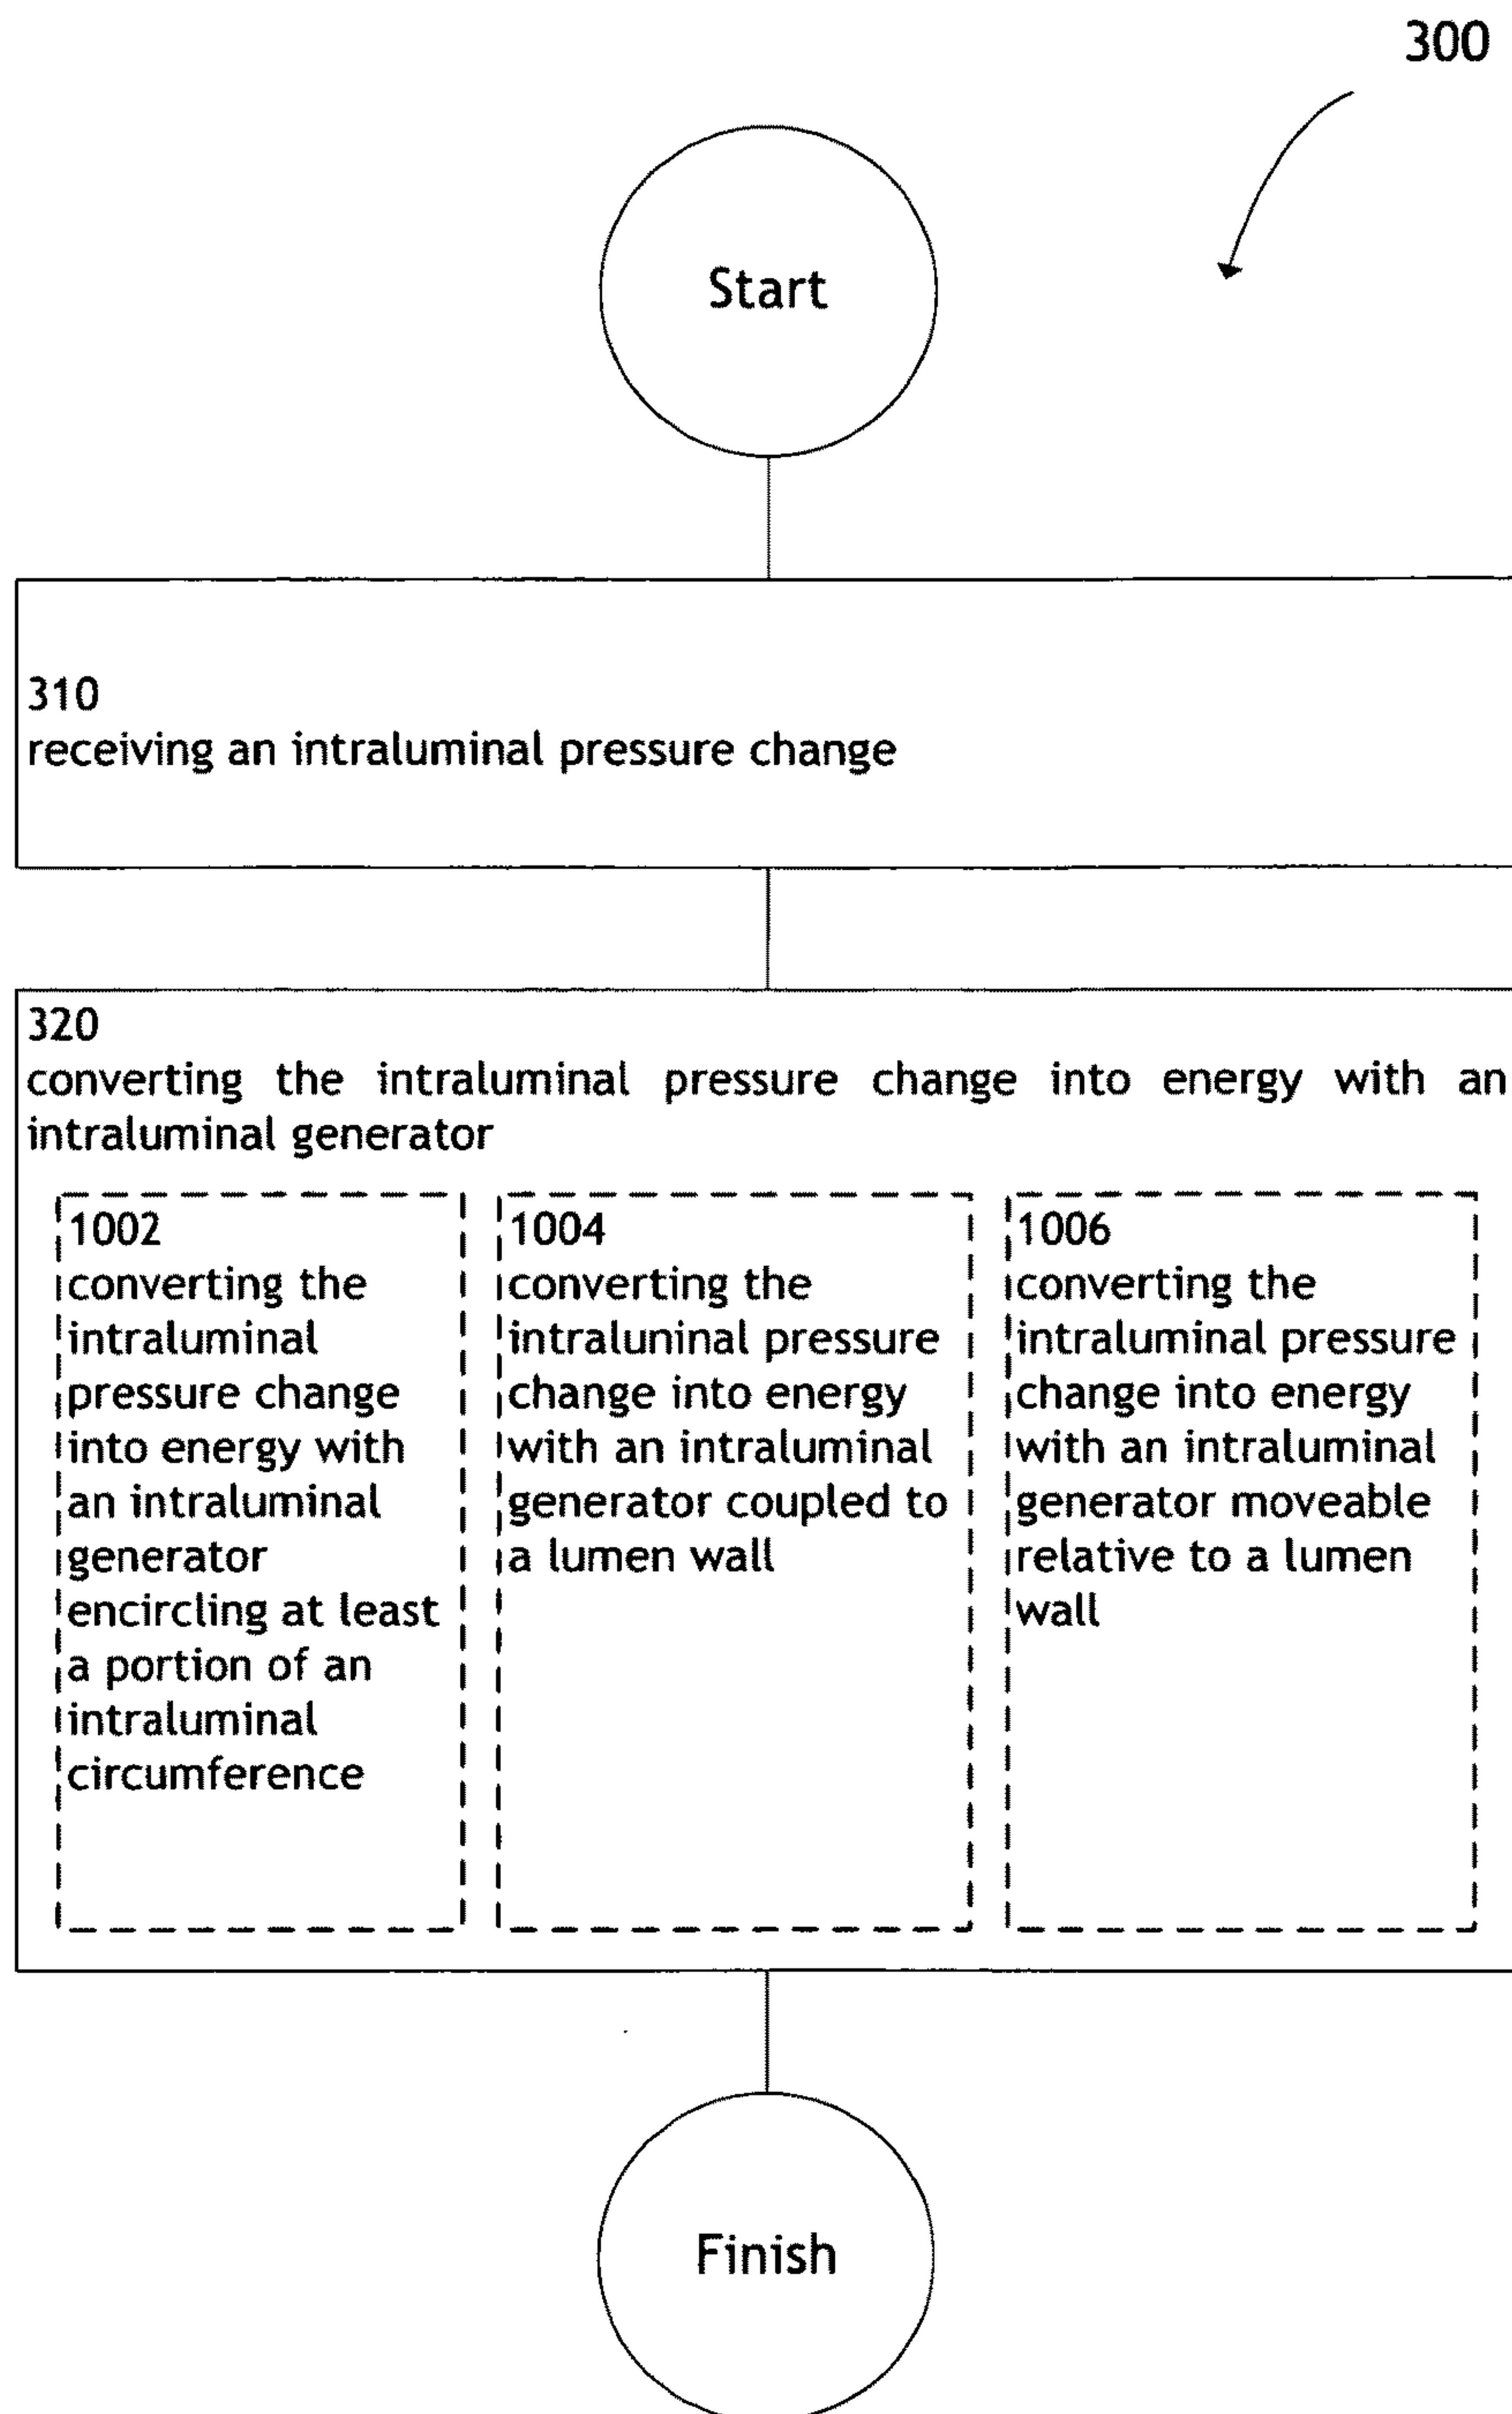 300
Start
310
receiving an intraluminal pressure change
320
converting the intraluminal pressure change into energy with an
intraluminal generator
1002
converting the
intraluminal
pressure change
into energy with
an intraluminal
generator
encircling at least
a portion of an
intraluminal
circumference
1004
converting the
intraluninal pressure
change into energy
with an intraluminal
generator coupled to
a lumen wall
1006
converting the
intraluminal pressure
change into energy
with an intraluminal
generator moveable
relative to a lumen
wall
Finish